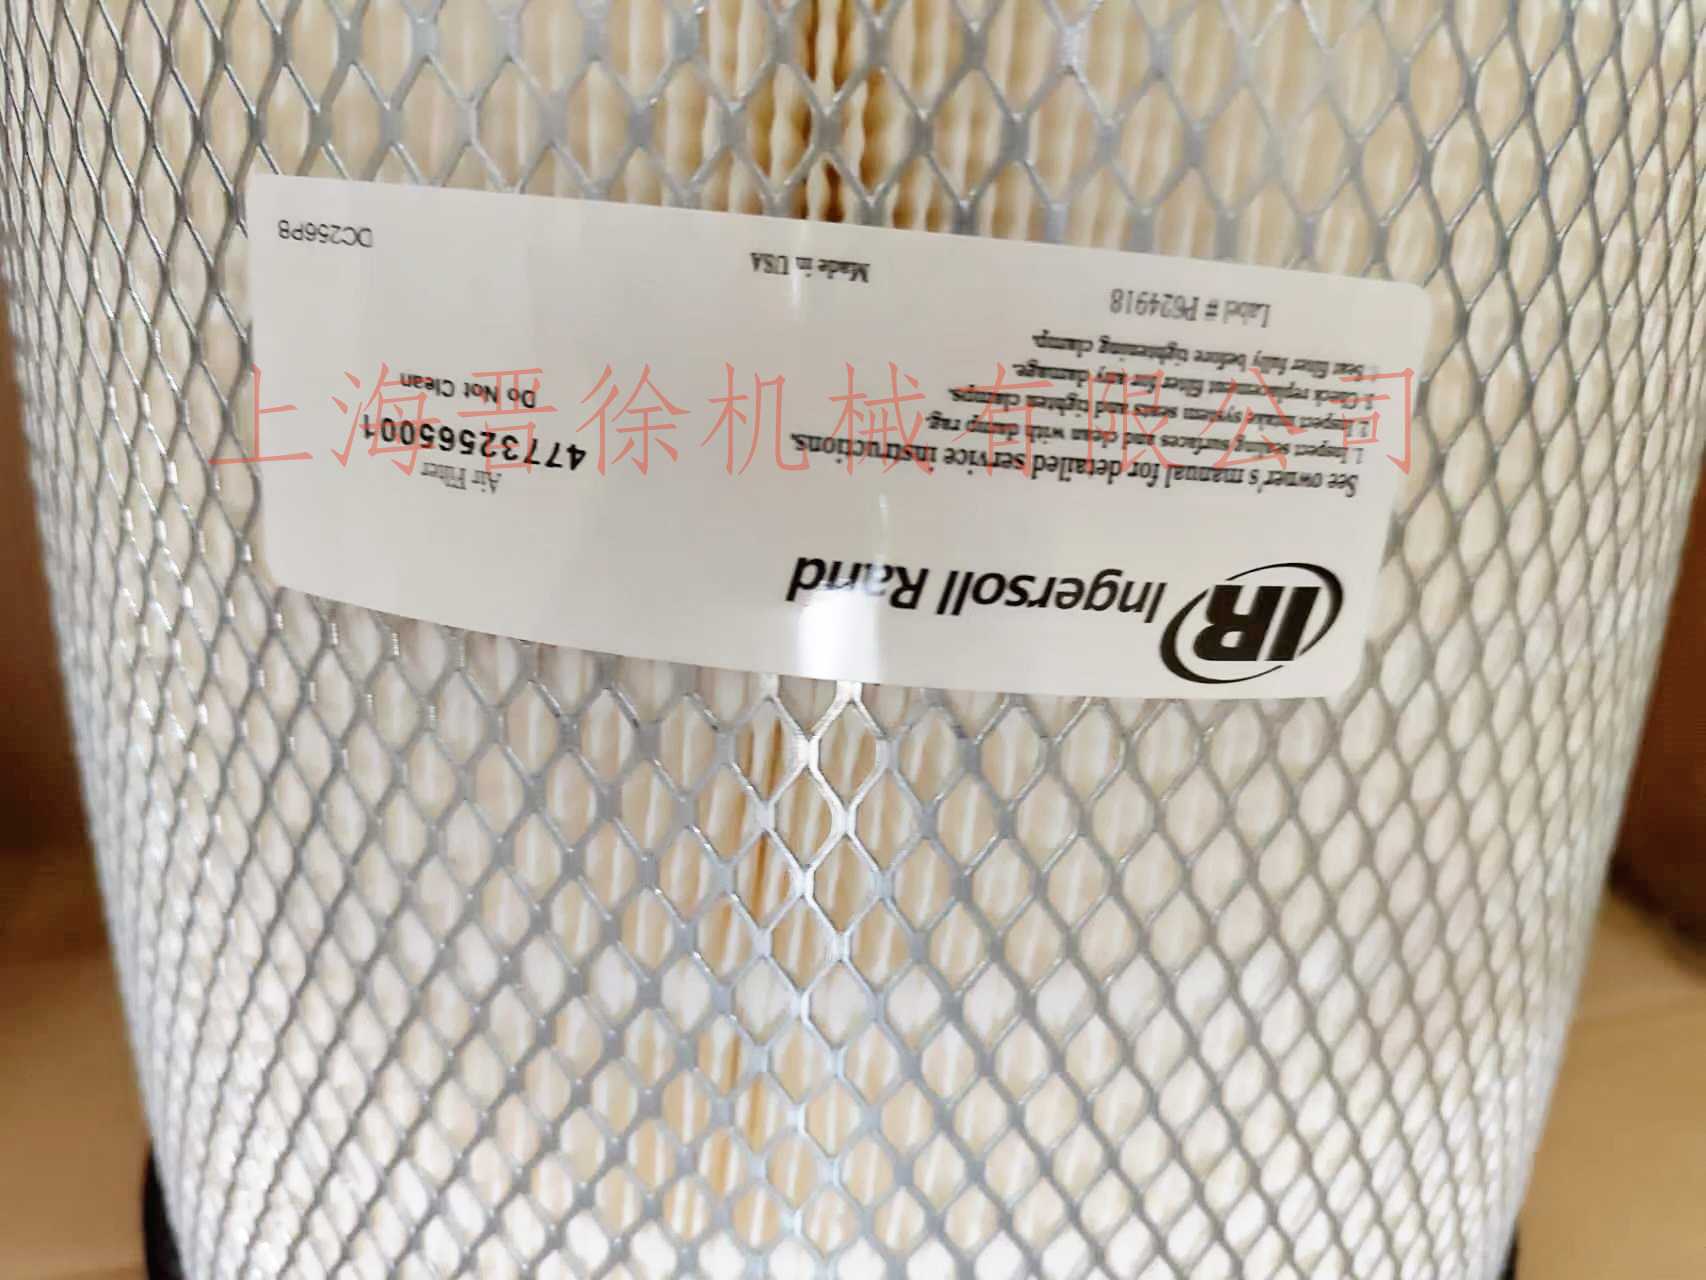 IR Ingersoll Rand
See owner's manual for detailed service instructions.
1. Inspect sealing surfaces and clean with damp rag.
2. Inspect intake system seats and tighten clamps.
3. Check replacement filter for any damage.
Seat filter fully before tightening clamp.
Label # P624918
Made in USA
Air Filter
47732565001
Do Not Clean
DC256P8
上海晋徐机械有限公司